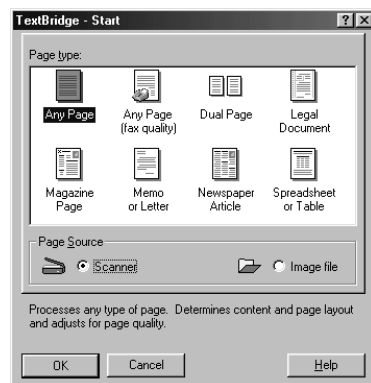 TextBridge - Start
Page type:
Any Page
Any Page
(fax quality)
Dual Page
Legal
Document
Magazine
Page
Memo
or Letter
Newspaper
Article
Spreadsheet
or Table
Page Source
Scanner
Image file
Processes any type of page. Determines content and page layout
and adjusts for page quality.
OK
Cancel
Help